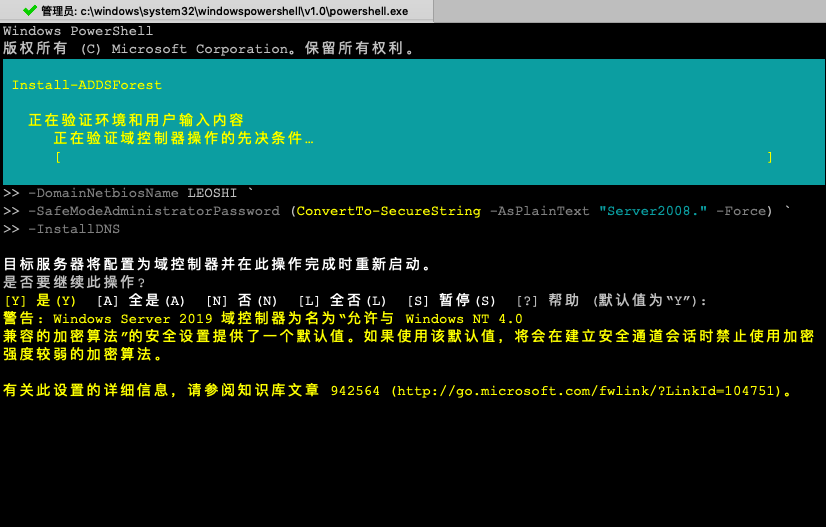 管理员: c:\windows\system32\windowspowershell\v1.0\powershell.exe
Windows PowerShell
版权所有 (C) Microsoft Corporation。保留所有权利。
Install-ADDSForest
正在验证环境和用户输入内容
正在验证域控制器操作的先决条件…
[ ]
>> -DomainNetbiosName LEOSHI `
>> -SafeModeAdministratorPassword (ConvertTo-SecureString -AsPlainText "Server2008." -Force) `
>> -InstallDNS
目标服务器将配置为域控制器并在此操作完成时重新启动。
是否要继续此操作?
[Y] 是(Y)  [A] 全是(A)  [N] 否(N)  [L] 全否(L)  [S] 暂停(S)  [?] 帮助 (默认值为“Y”):
警告: Windows Server 2019 域控制器为名为“允许与 Windows NT 4.0
兼容的加密算法”的安全设置提供了一个默认值。如果使用该默认值，将会在建立安全通道会话时禁止使用加密
强度较弱的加密算法。
有关此设置的详细信息，请参阅知识库文章 942564 (http://go.microsoft.com/fwlink/?LinkId=104751)。